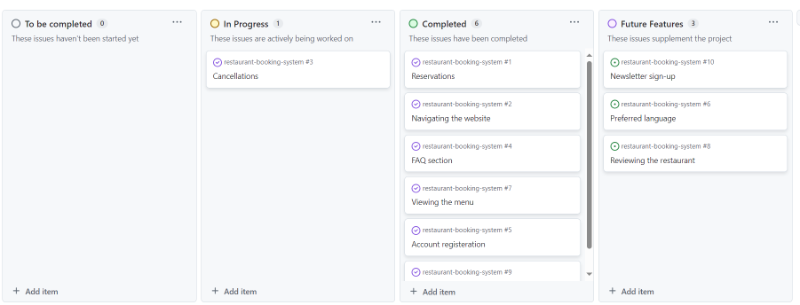 To be completed 0
These issues haven't been started yet
+ Add item
In Progress 1
These issues are actively being worked on
restaurant-booking-system #3
Cancellations
+ Add item
Completed 6
These issues have been completed
restaurant-booking-system #1
Reservations
restaurant-booking-system #2
Navigating the website
restaurant-booking-system #4
FAQ section
restaurant-booking-system #7
Viewing the menu
restaurant-booking-system #5
Account registeration
restaurant-booking-system #9
+ Add item
Future Features 3
These issues supplement the project
restaurant-booking-system #10
Newsletter sign-up
restaurant-booking-system #6
Preferred language
restaurant-booking-system #8
Reviewing the restaurant
+ Add item